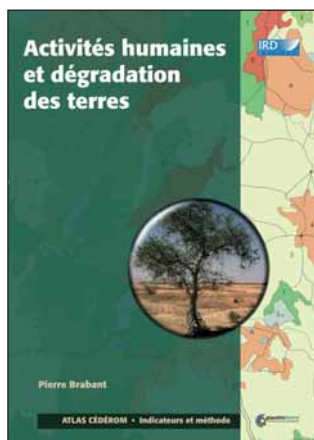 Activités humaines
et dégradation
des terres
IRD
Pierre Brabant
ATLAS CÉDÉROM • Indicateurs et méthode